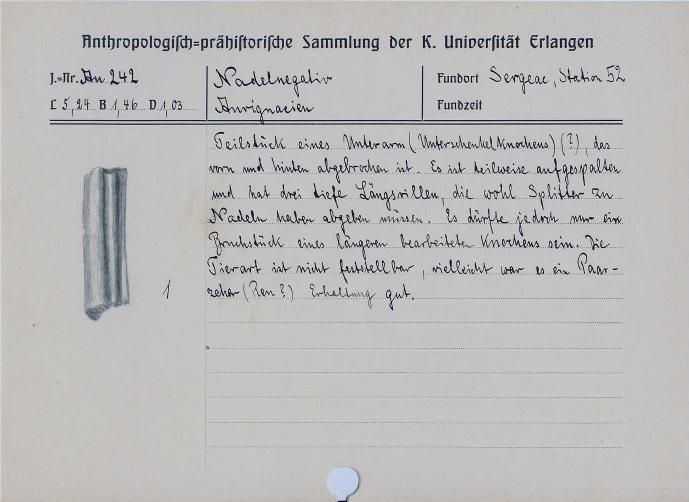 Anthropologisch=prähistorische Sammlung der K. Universität Erlangen
J.=Nr. An 242
Nadelnegativ
Fundort Sergeac, Station 52
L 5,24 B 1,46 D 1,03
Aurignacien
Fundzeit
Teilstück eines Unterarm (Unterschenkelknochens) (?), das
vorn und hinten abgebrochen ist. Es ist teilweise aufgespalten
und hat drei tiefe Längsrillen, die wohl Splitter zu
Nadeln haben abgeben müssen. Es dürfte jedoch nur ein
Bruchstück eines längeren bearbeiteten Knochens sein. Die
Tierart ist nicht feststellbar, vielleicht war es ein Paar-
zeher (Ren?) Erhaltung gut.
1